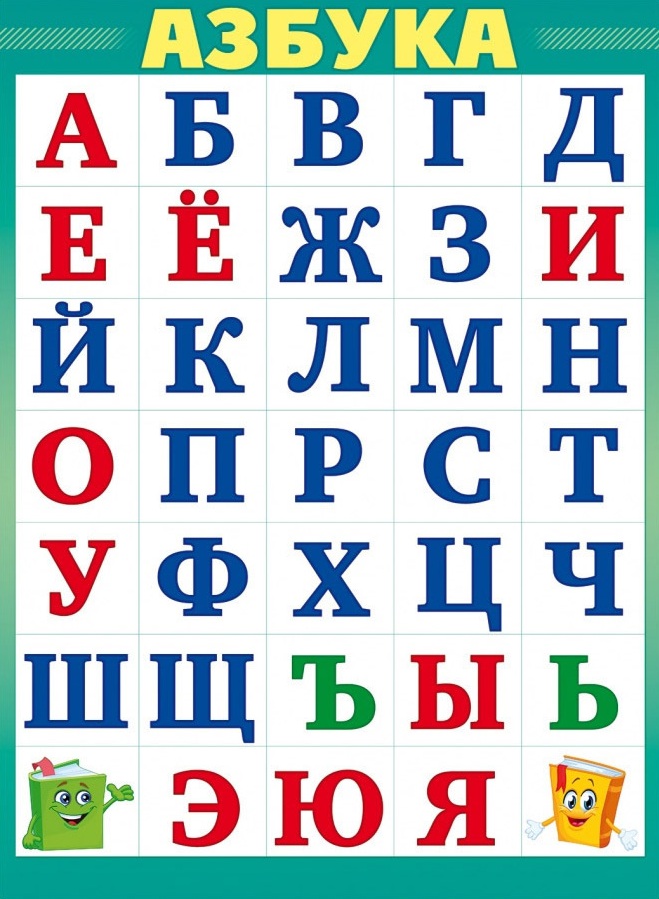 АЗБУКА
А Б В Г Д
Е Ё Ж З И
Й К Л М Н
О П Р С Т
У Ф Х Ц Ч
Ш Щ Ъ Ы Ь
Э Ю Я